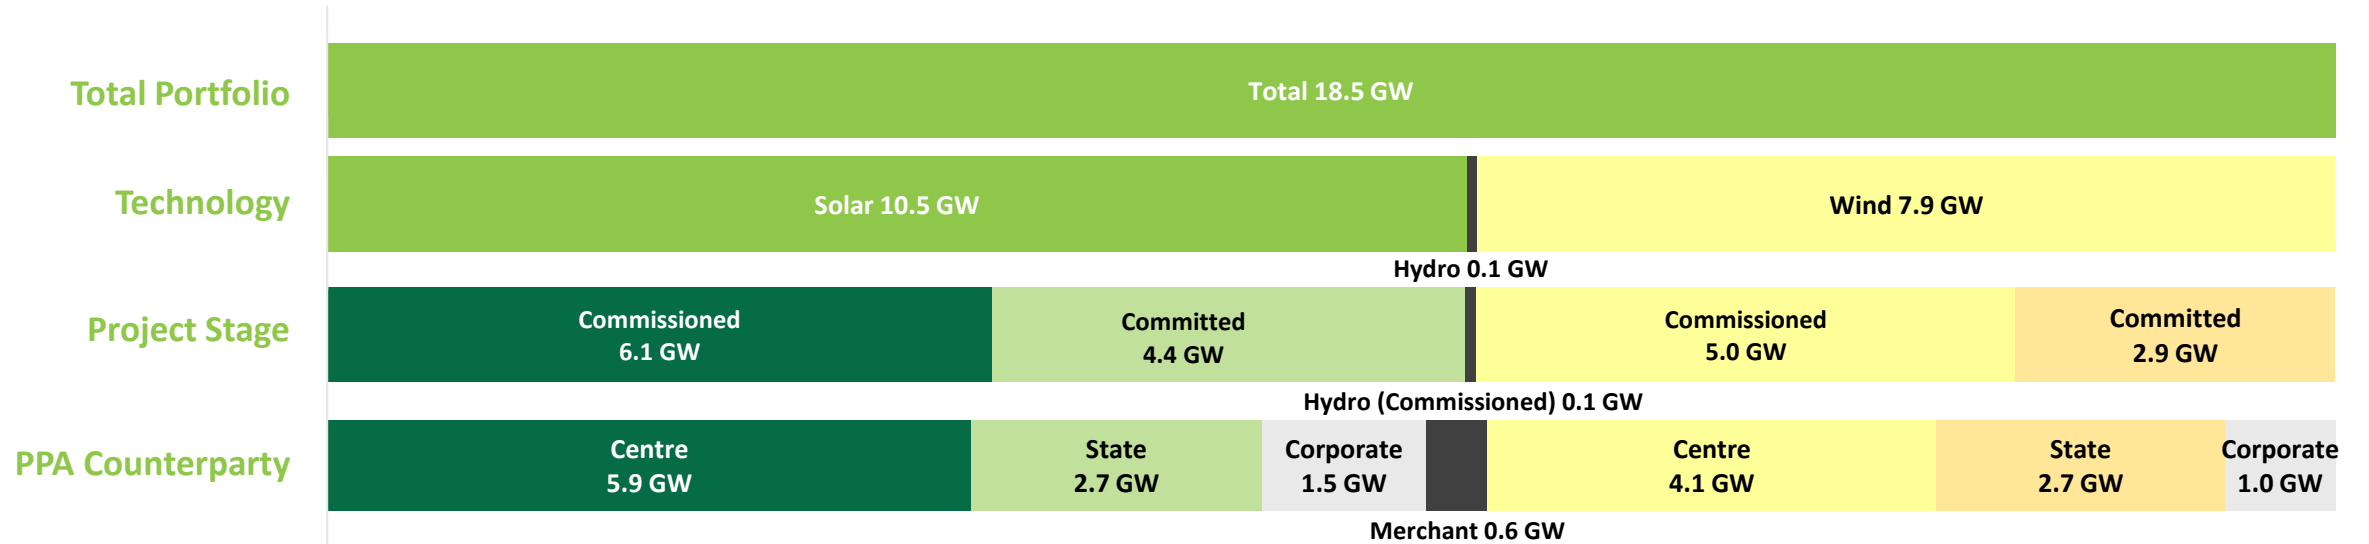 Total Portfolio
Total 18.5 GW
Technology
Solar 10.5 GW
Wind 7.9 GW
Hydro 0.1 GW
Project Stage
Commissioned
6.1 GW
Committed
4.4 GW
Commissioned
5.0 GW
Committed
2.9 GW
Hydro (Commissioned) 0.1 GW
PPA Counterparty
Centre
5.9 GW
State
2.7 GW
Corporate
1.5 GW
Centre
4.1 GW
State
2.7 GW
Corporate
1.0 GW
Merchant 0.6 GW